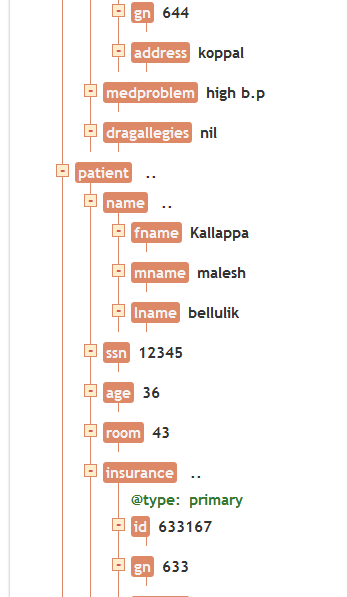 gn 644
address koppal
medproblem high b.p
dragallegies nil
patient ..
name ..
fname Kallappa
mname malesh
lname bellulik
ssn 12345
age 36
room 43
insurance ..
@type: primary
id 633167
gn 633